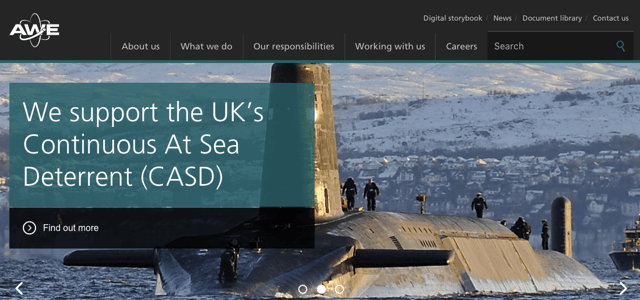 Digital storybook / News / Document library / Contact us
AWE
About us
What we do
Our responsibilities
Working with us
Careers
Search
We support the UK's
Continuous At Sea
Deterrent (CASD)
Find out more